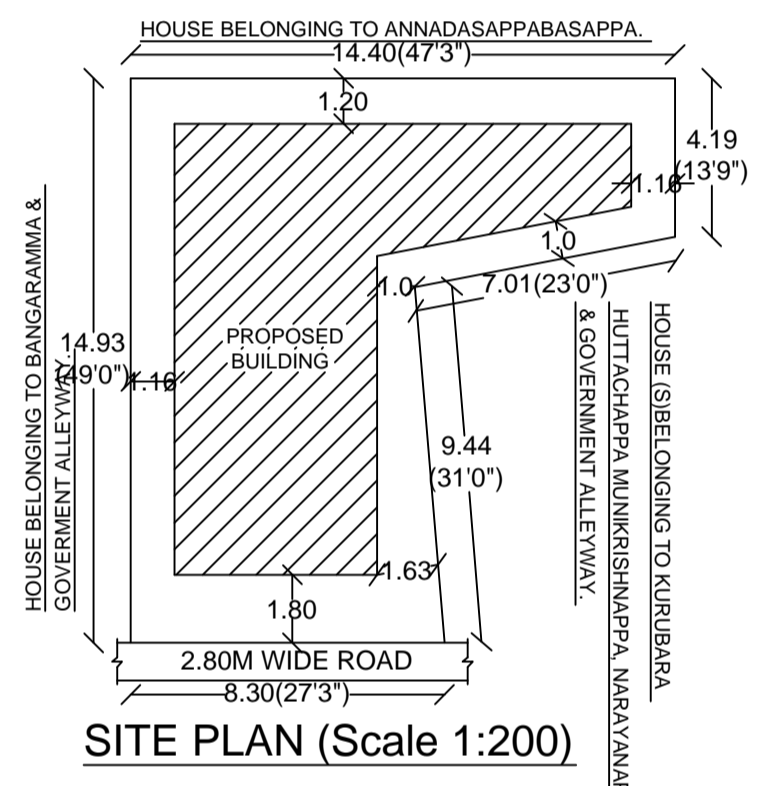 HOUSE BELONGING TO ANNADASAPPABASAPPA.
14.40(47'3")
1.20
4.19
(13'9")
1.16
1.0
7.01(23'0")
1.0
HOUSE BELONGING TO BANGARAMMA &
GOVERMENT ALLEYWAY.
14.93
(49'0")
1.16
PROPOSED
BUILDING
9.44
(31'0")
HOUSE (S)BELONGING TO KURUBARA
HUTTACHAPPA MUNIKRISHNAPPA,
& GOVERNMENT ALLEYWAY.
1.63
1.80
2.80M WIDE ROAD
8.30(27'3")
SITE PLAN (Scale 1:200)